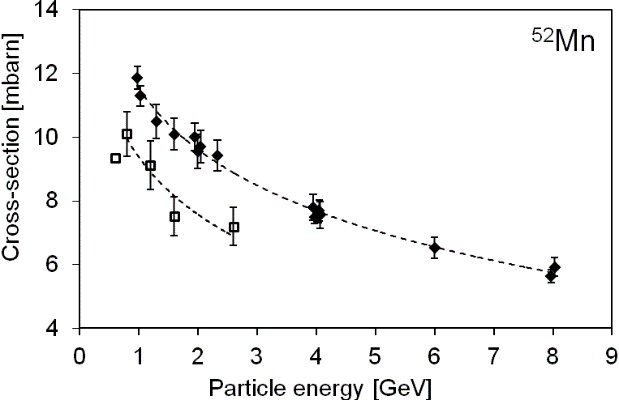 14
12
10
8
6
4
0 1 2 3 4 5 6 7 8 9
Cross-section [mbarn]
Particle energy [GeV]
⁵²Mn